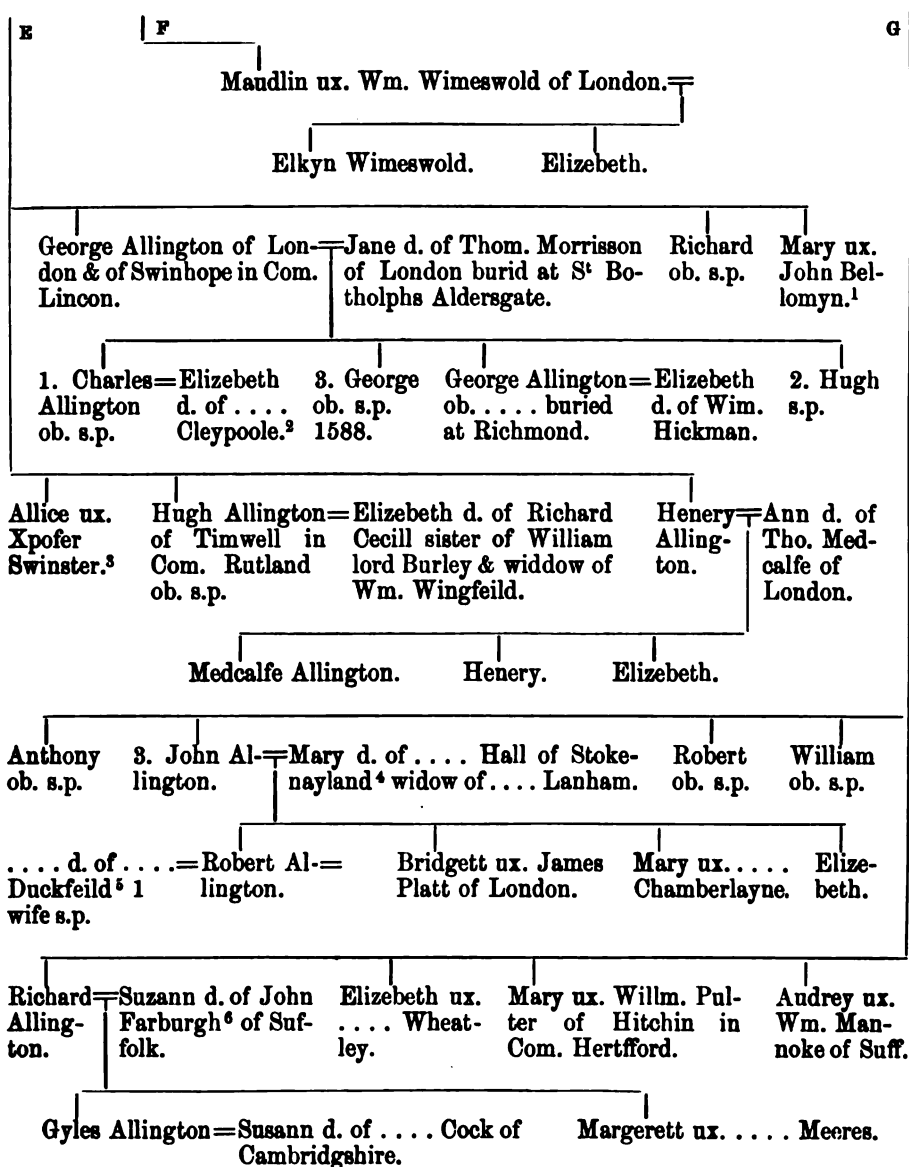 E F G
Maudlin ux. Wm. Wimeswold of London.
Elkyn Wimeswold. Elizebeth.
George Allington of Lon-
don & of Swinhope in Com.
Lincon.
Jane d. of Thom. Morrisson
of London burid at Sᵗ Bo-
tholphs Aldersgate.
Richard
ob. s.p.
Mary ux.
John Bel-
lomyn.¹
1. Charles
Allington
ob. s.p.
=Elizebeth
d. of ....
Cleypoole.²
3. George
ob. s.p.
1588.
George Allington
ob..... buried
at Richmond.
=Elizebeth
d. of Wim.
Hickman.
2. Hugh
s.p.
Allice ux.
Xpofer
Swinster.³
Hugh Allington
of Timwell in
Com. Rutland
ob. s.p.
=Elizebeth d. of Richard
Cecill sister of William
lord Burley & widdow of
Wm. Wingfeild.
Henery
Alling-
ton.
Ann d. of
Tho. Med-
calfe of
London.
Medcalfe Allington. Henery. Elizebeth.
Anthony
ob. s.p.
3. John Al-
lington.
Mary d. of .... Hall of Stoke-
nayland⁴ widow of .... Lanham.
Robert
ob. s.p.
William
ob. s.p.
.... d. of ....
Duckfeild⁵ 1
wife s.p.
=Robert Al-=
lington.
Bridgett ux. James
Platt of London.
Mary ux.....
Chamberlayne.
Elize-
beth.
Richard
Alling-
ton.
Suzann d. of John
Farburgh⁶ of Suf-
folk.
Elizebeth ux.
.... Wheat-
ley.
Mary ux. Willm. Pul-
ter of Hitchin in
Com. Hertfford.
Audrey ux.
Wm. Man-
noke of Suff.
Gyles Allington
=Susann d. of .... Cock of
Cambridgshire.
Margerett ux..... Meeres.